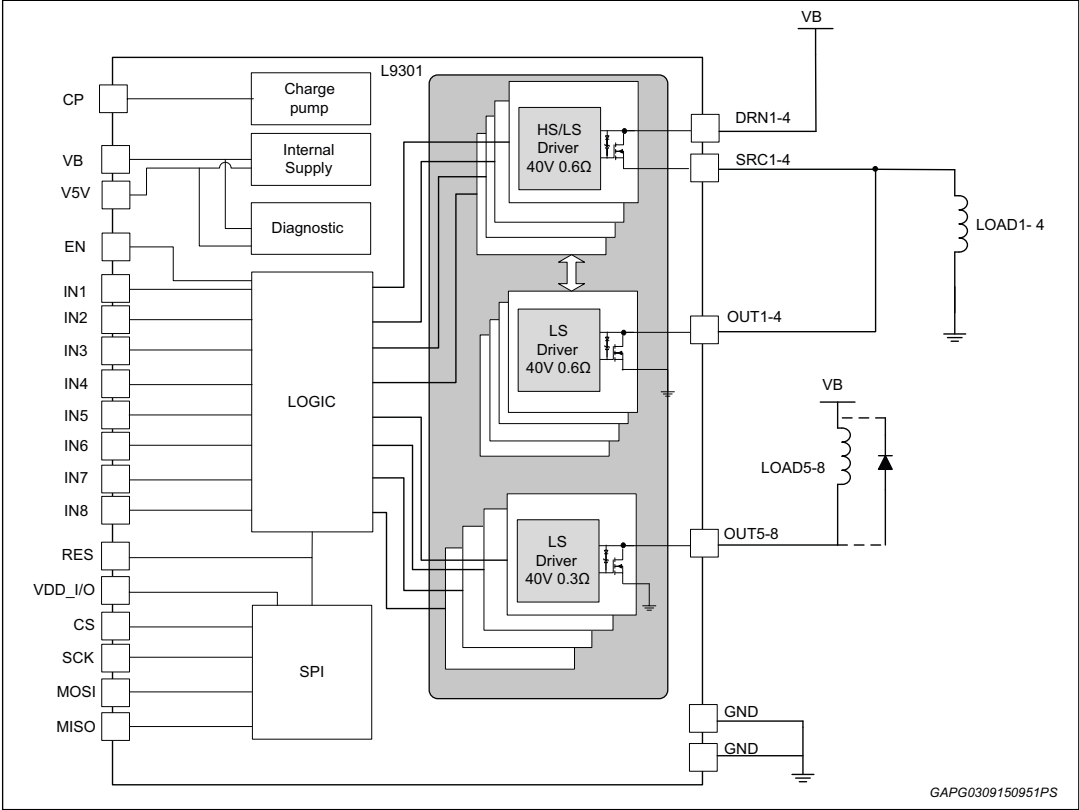 VB
L9301
CP
Charge
pump
VB
Internal
Supply
V5V
Diagnostic
EN
IN1
IN2
IN3
IN4
IN5
IN6
IN7
IN8
RES
VDD_I/O
CS
SCK
MOSI
MISO
LOGIC
SPI
HS/LS
Driver
40V 0.6Ω
LS
Driver
40V 0.6Ω
LS
Driver
40V 0.3Ω
DRN1-4
SRC1-4
LOAD1- 4
OUT1-4
VB
LOAD5-8
OUT5-8
GND
GND
GAPG0309150951PS